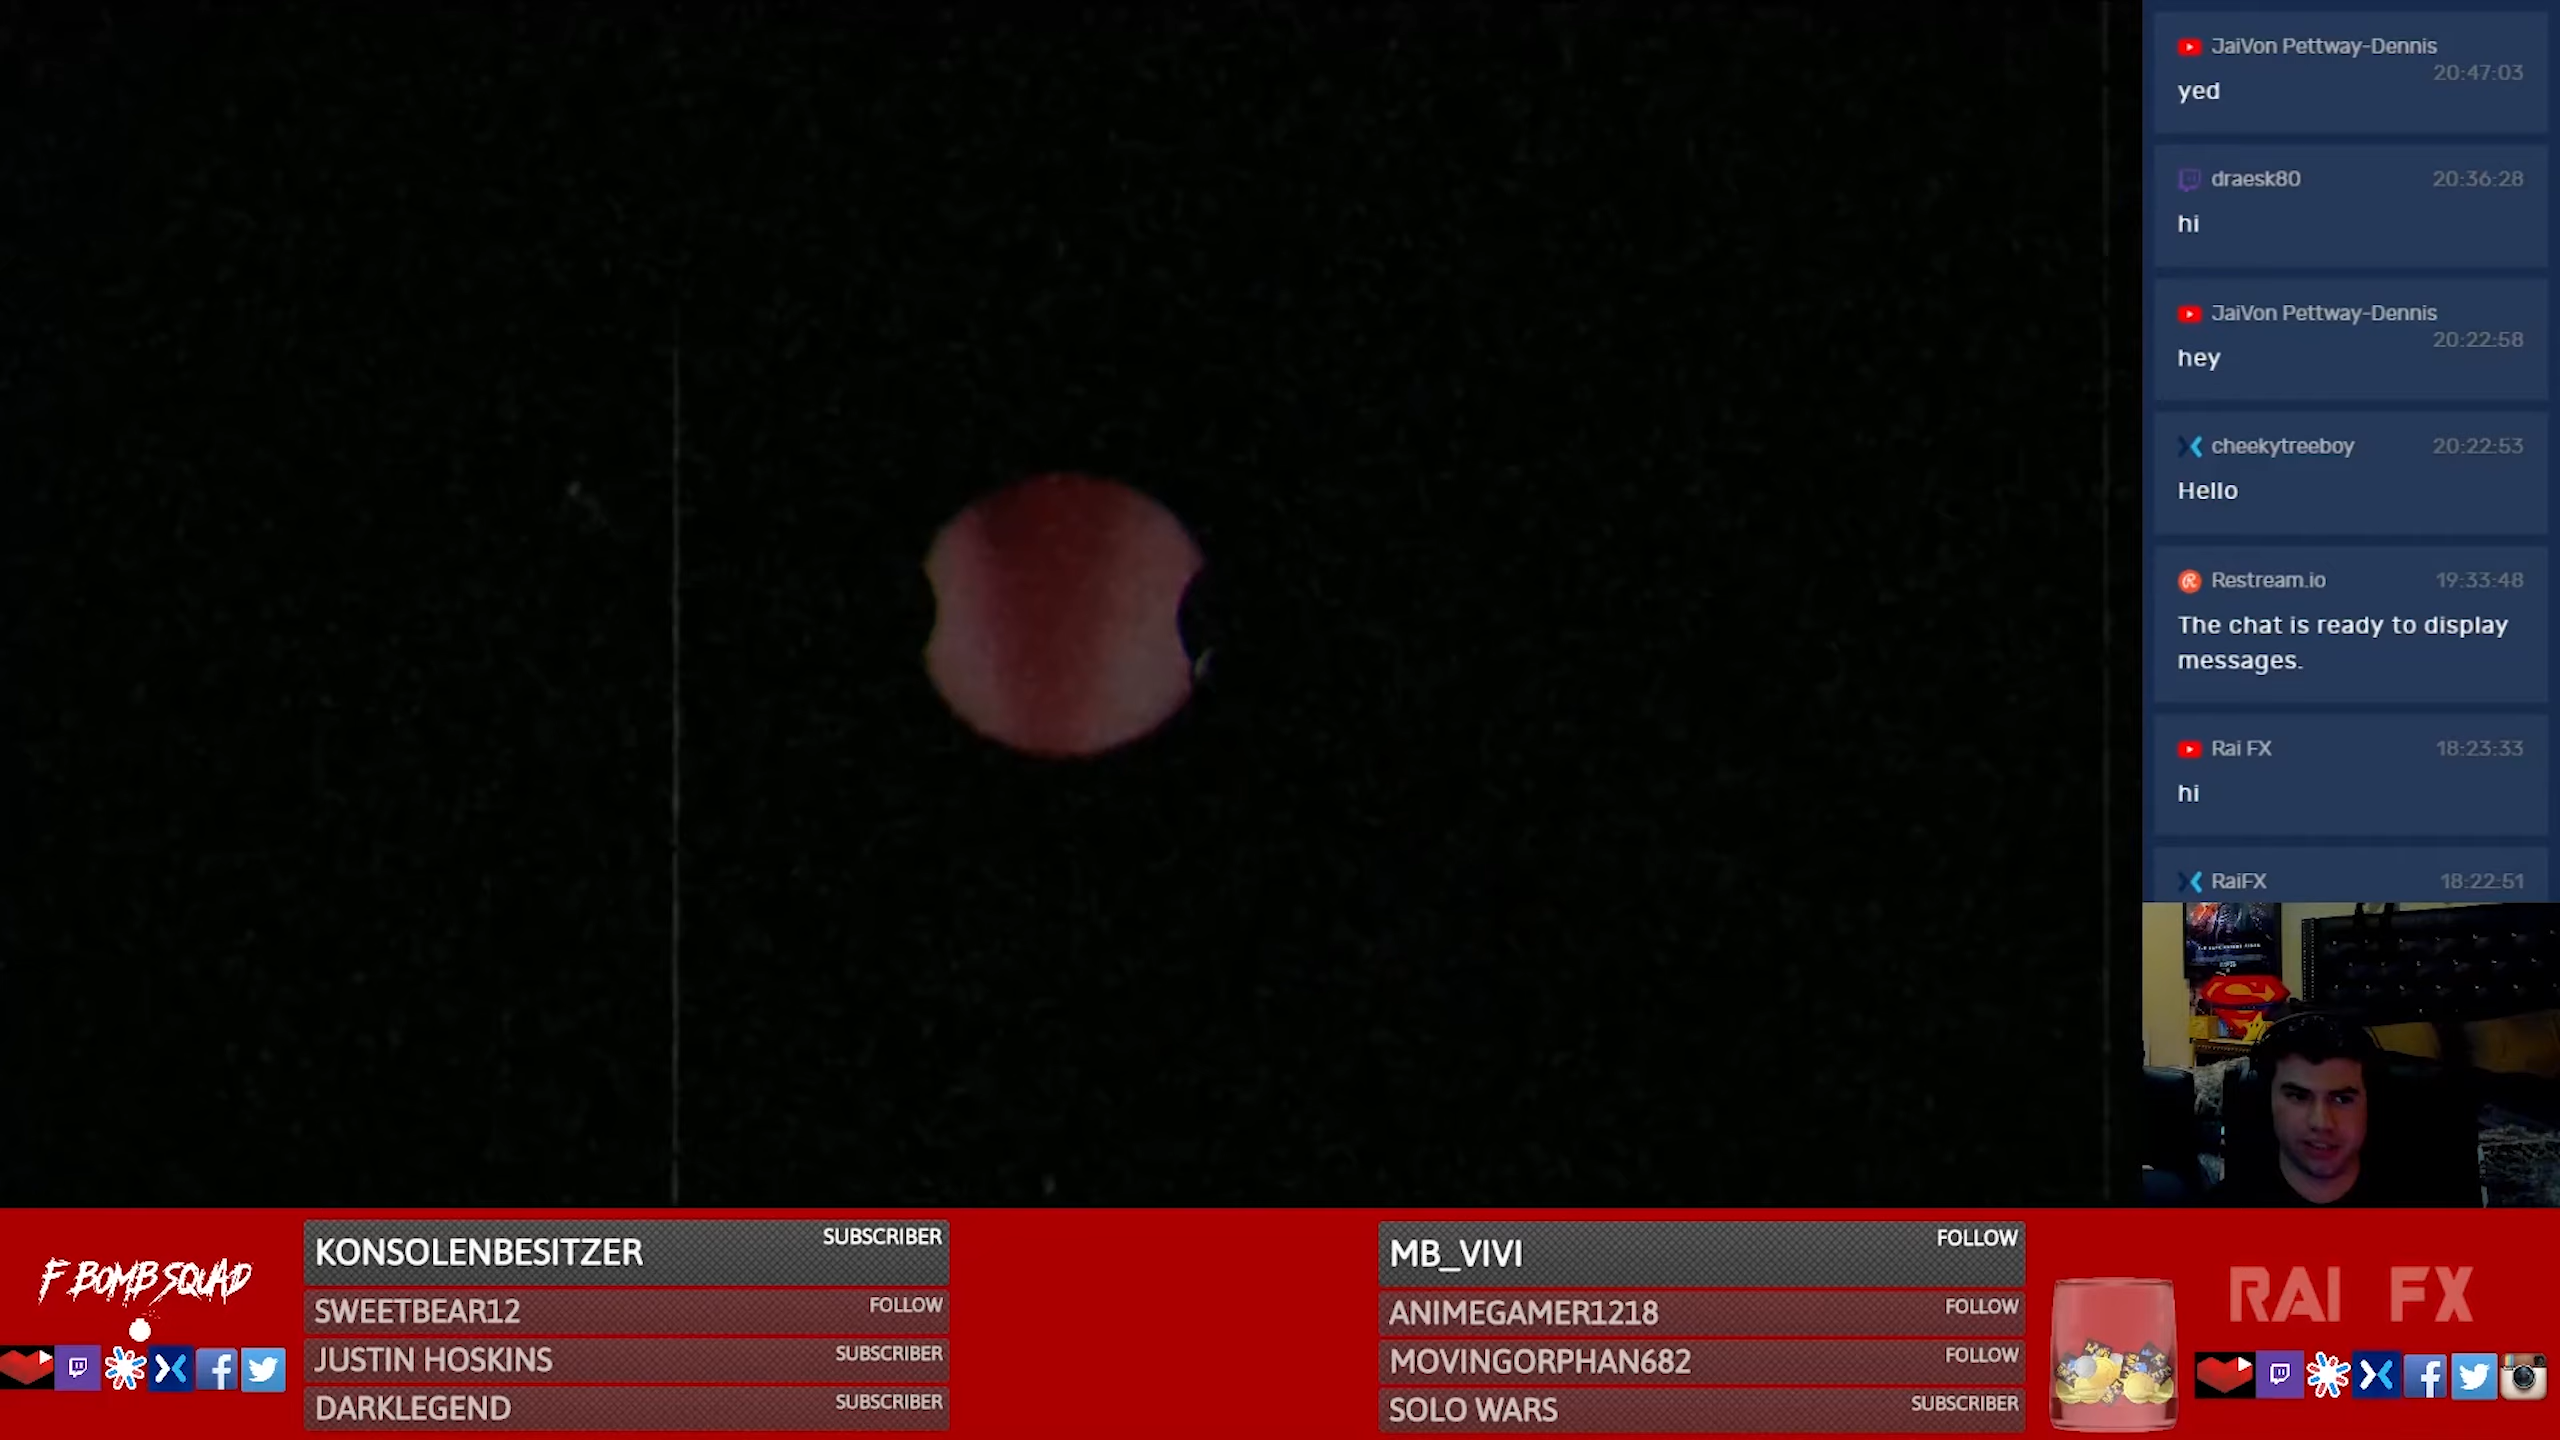 JaiVon Pettway-Dennis
20:47:03
yed
draesk80 20:36:28
hi
JaiVon Pettway-Dennis
20:22:58
hey
cheekytreeboy 20:22:53
Hello
Restream.io 19:33:48
The chat is ready to display
messages.
Rai FX 18:23:33
hi
RaiFX 18:22:51
F BOMB SQUAD
KONSOLENBESITZER SUBSCRIBER
SWEETBEAR12 FOLLOW
JUSTIN HOSKINS SUBSCRIBER
DARKLEGEND SUBSCRIBER
MB_VIVI FOLLOW
ANIMEGAMER1218 FOLLOW
MOVINGORPHAN682 FOLLOW
SOLO WARS SUBSCRIBER
RAI FX